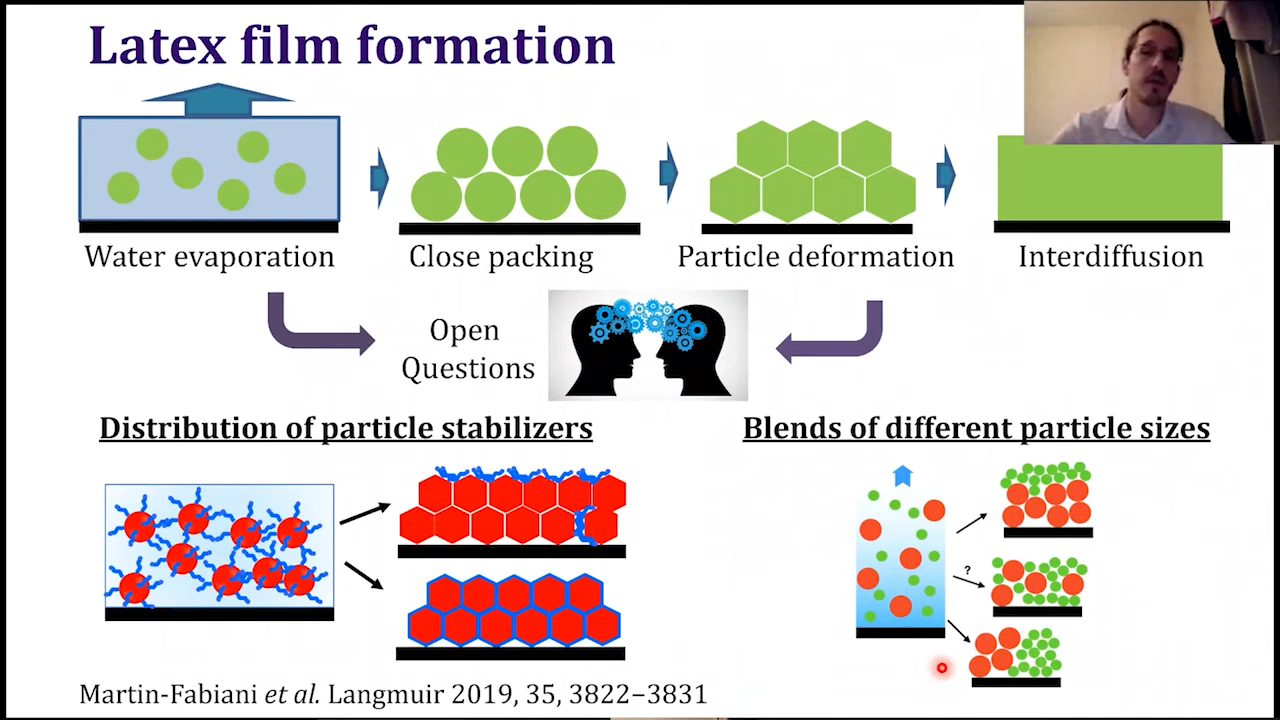 Latex film formation
Water evaporation
Close packing
Particle deformation
Interdiffusion
Open
Questions
Distribution of particle stabilizers
Blends of different particle sizes
?
Martin-Fabiani et al. Langmuir 2019, 35, 3822−3831